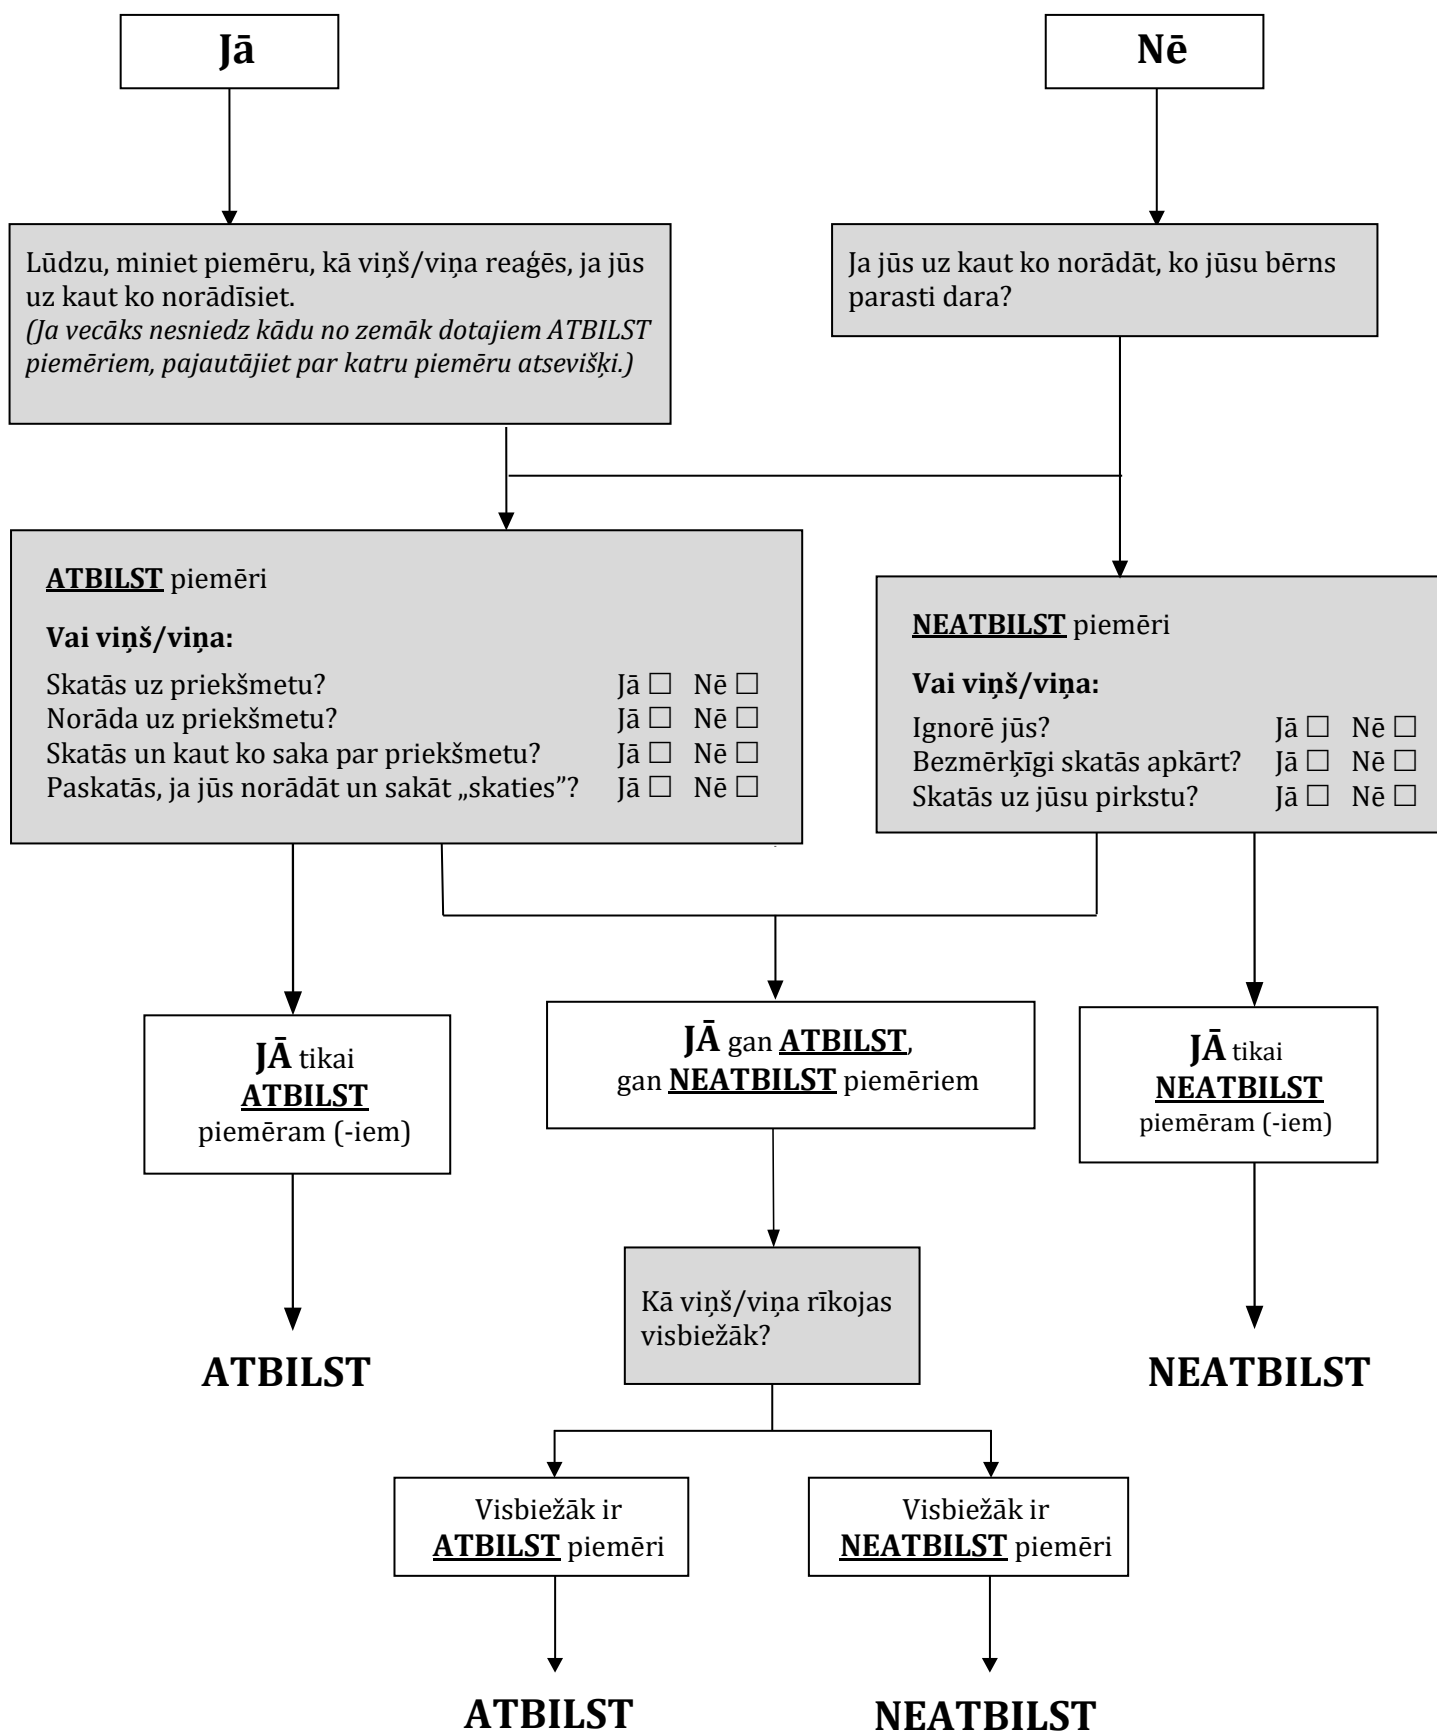 Jā
Nē
Lūdzu, miniet piemēru, kā viņš/viņa reaģēs, ja jūs
uz kaut ko norādīsiet.
(Ja vecāks nesniedz kādu no zemāk dotajiem ATBILST
piemēriem, pajautājiet par katru piemēru atsevišķi.)
Ja jūs uz kaut ko norādāt, ko jūsu bērns
parasti dara?
ATBILST piemēri
Vai viņš/viņa:
Skatās uz priekšmetu? Jā ☐ Nē ☐
Norāda uz priekšmetu? Jā ☐ Nē ☐
Skatās un kaut ko saka par priekšmetu? Jā ☐ Nē ☐
Paskatās, ja jūs norādāt un sakāt „skaties”? Jā ☐ Nē ☐
NEATBILST piemēri
Vai viņš/viņa:
Ignorē jūs? Jā ☐ Nē ☐
Bezmērķīgi skatās apkārt? Jā ☐ Nē ☐
Skatās uz jūsu pirkstu? Jā ☐ Nē ☐
JĀ tikai
ATBILST
piemēram (-iem)
JĀ gan ATBILST,
gan NEATBILST piemēriem
JĀ tikai
NEATBILST
piemēram (-iem)
Kā viņš/viņa rīkojas
visbiežāk?
ATBILST
NEATBILST
Visbiežāk ir
ATBILST piemēri
Visbiežāk ir
NEATBILST piemēri
ATBILST
NEATBILST